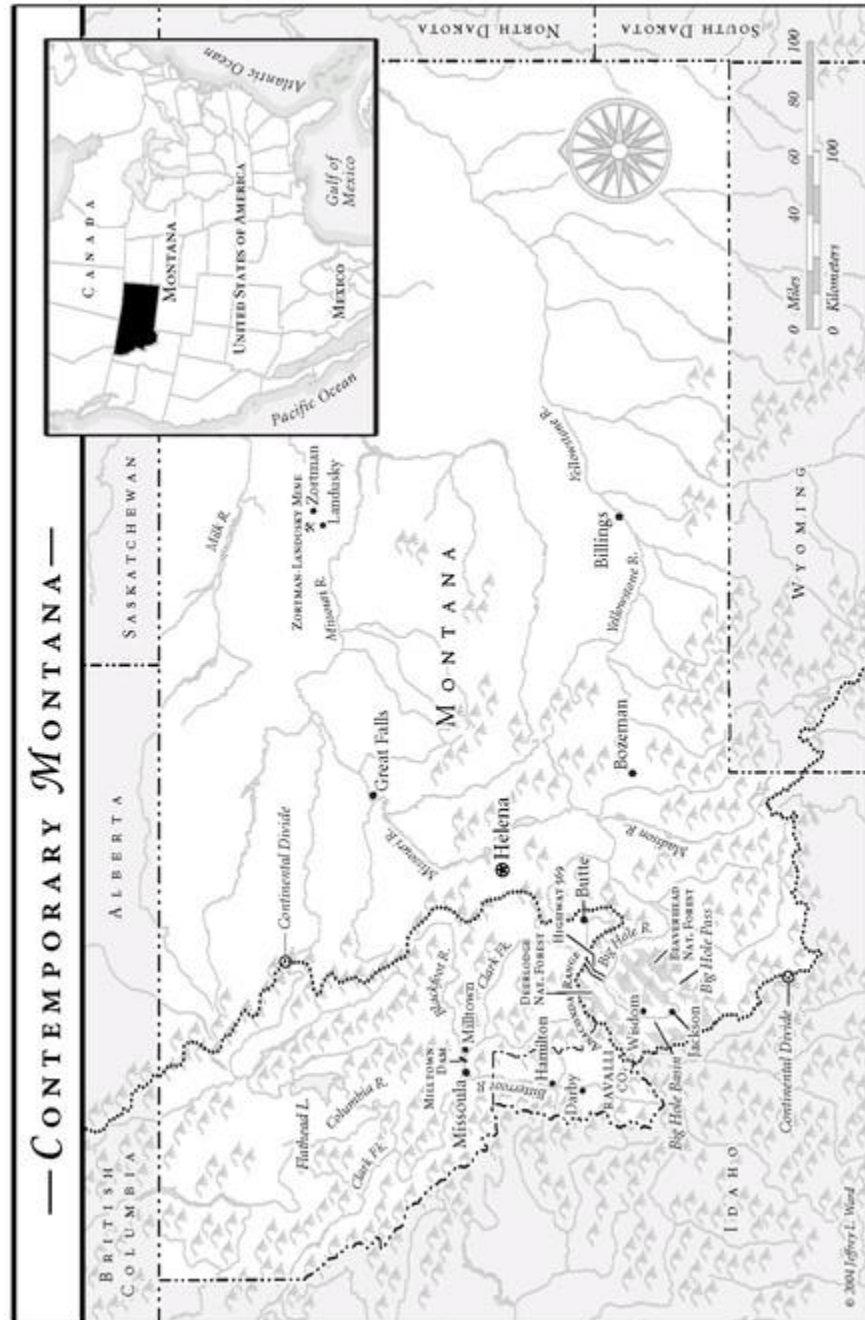 CONTEMPORARY MONTANA
BRITISH
COLUMBIA
ALBERTA
SASKATCHEWAN
CANADA
MONTANA
UNITED STATES OF AMERICA
MEXICO
Pacific Ocean
Atlantic Ocean
Gulf of
Mexico
NORTH DAKOTA
SOUTH DAKOTA
Continental Divide
Milk R.
Flathead L.
Columbia R.
Clark Fk.
Great Falls
Missouri R.
ZORTMAN-LANDUSKY MINE
Zortman
Landusky
Missouri R.
MONTANA
Blackfoot R.
Clark Fk.
MILLTOWN
DAM
Milltown
Missoula
Bitterroot R.
Helena
Hamilton
Darby
RAVALLI
CO.
DEERLODGE
NAT. FOREST
HIGHWAY 569
ANACONDA RANGE
Butte
Big Hole R.
BEAVERHEAD
NAT. FOREST
Big Hole Pass
Wisdom
Jackson
Big Hole Basin
Madison R.
Bozeman
Yellowstone R.
Billings
Yellowstone R.
Continental Divide
IDAHO
WYOMING
0 Miles 40 60 80 100
0 Kilometers 100
© 2004 Jeffrey L. Ward